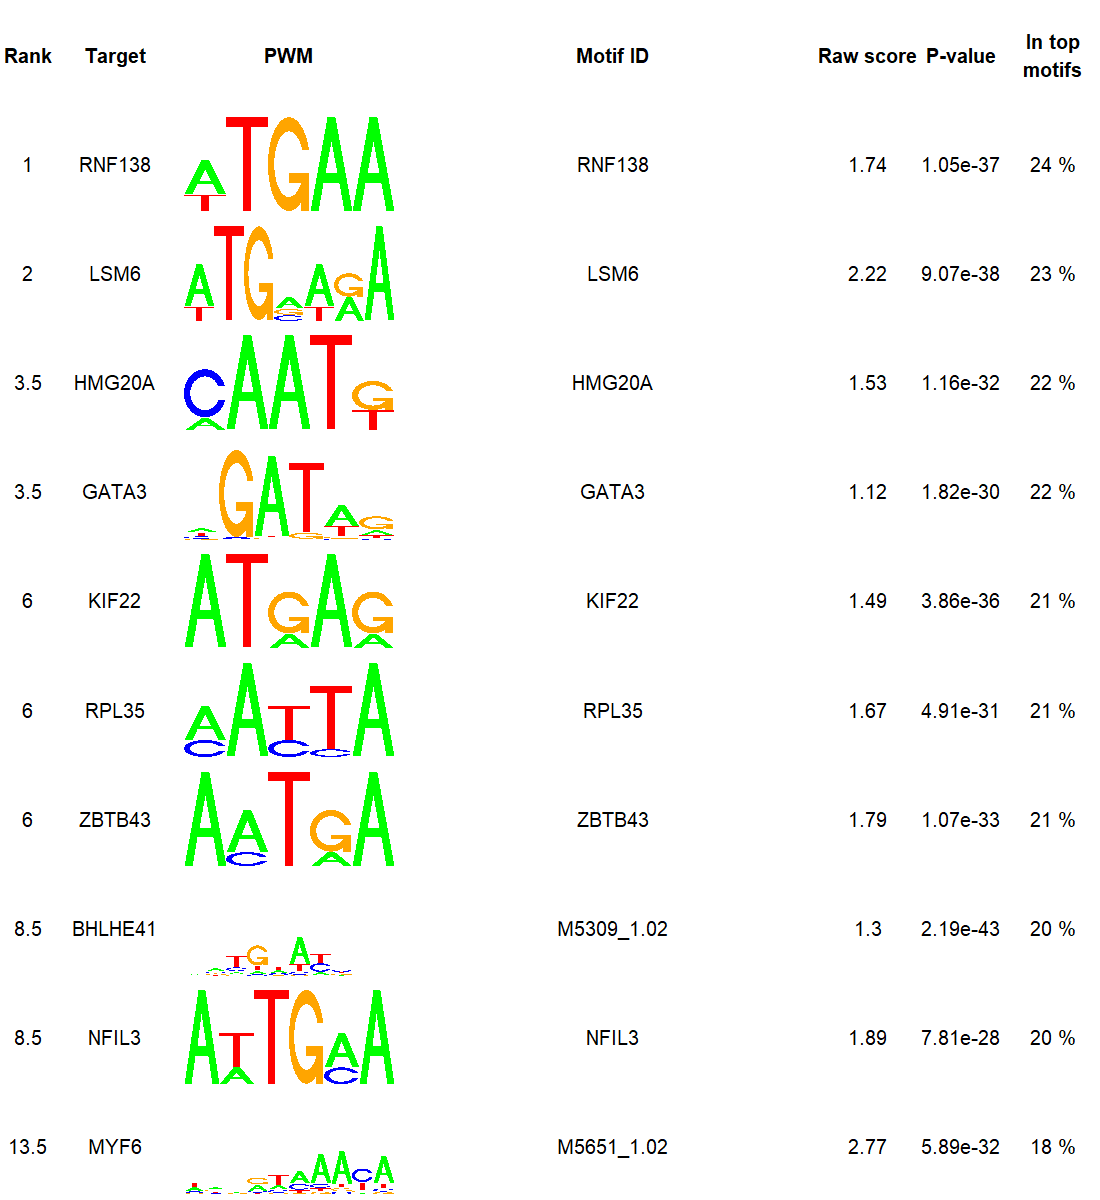 Rank Target PWM Motif ID Raw score P-value In top motifs
1 RNF138 ATGAA RNF138 1.74 1.05e-37 24 %
2 LSM6 ATGAAGA LSM6 2.22 9.07e-38 23 %
3.5 HMG20A CAATG HMG20A 1.53 1.16e-32 22 %
3.5 GATA3 AGATAG GATA3 1.12 1.82e-30 22 %
6 KIF22 ATGAG KIF22 1.49 3.86e-36 21 %
6 RPL35 AATTA RPL35 1.67 4.91e-31 21 %
6 ZBTB43 AATGA ZBTB43 1.79 1.07e-33 21 %
8.5 BHLHE41 M5309_1.02 1.3 2.19e-43 20 %
8.5 NFIL3 ATTGAA NFIL3 1.89 7.81e-28 20 %
13.5 MYF6 M5651_1.02 2.77 5.89e-32 18 %